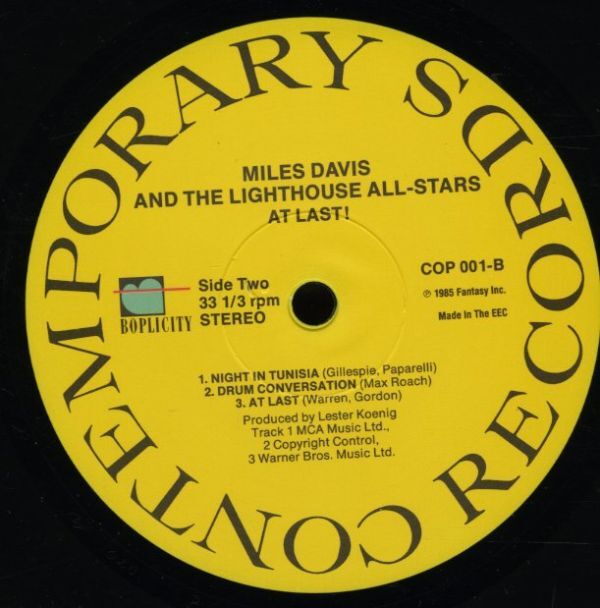 CONTEMPORARY RECORDS
MILES DAVIS
AND THE LIGHTHOUSE ALL-STARS
AT LAST!
BOPLICITY
Side Two
33 1/3 rpm
STEREO
COP 001-B
℗ 1985 Fantasy Inc.
Made In The EEC
1. NIGHT IN TUNISIA (Gillespie, Paparelli)
2. DRUM CONVERSATION (Max Roach)
3. AT LAST (Warren, Gordon)
Produced by Lester Koenig
Track 1 MCA Music Ltd.,
2 Copyright Control,
3 Warner Bros. Music Ltd.